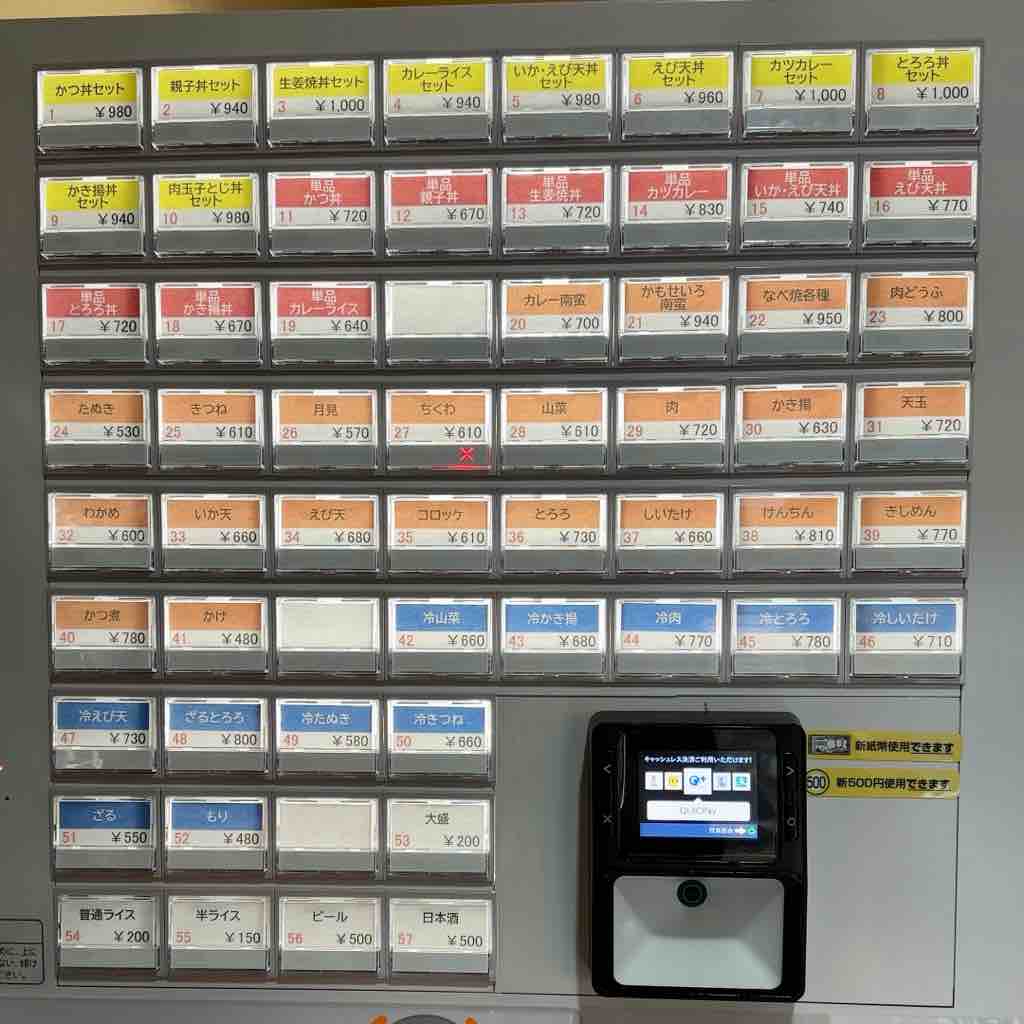 かつ丼セット
1 ¥980
親子丼セット
2 ¥940
生姜焼丼セット
3 ¥1,000
カレーライス
セット
4 ¥940
いか・えび天丼
セット
5 ¥980
えび天丼
セット
6 ¥960
カツカレー
セット
7 ¥1,000
とろろ丼
セット
8 ¥1,000
かき揚丼
セット
9 ¥940
肉玉子とじ丼
セット
10 ¥980
単品
かつ丼
11 ¥720
単品
親子丼
12 ¥670
単品
生姜焼丼
13 ¥720
単品
カツカレー
14 ¥830
単品
いか・えび天丼
15 ¥740
単品
えび天丼
16 ¥770
単品
とろろ丼
17 ¥720
単品
かき揚丼
18 ¥670
単品
カレーライス
19 ¥640
カレー南蛮
20 ¥700
かもせいろ
南蛮
21 ¥940
なべ焼各種
22 ¥950
肉どうふ
23 ¥800
たぬき
24 ¥530
きつね
25 ¥610
月見
26 ¥570
ちくわ
27 ¥610
×
山菜
28 ¥610
肉
29 ¥720
かき揚
30 ¥630
天玉
31 ¥720
わかめ
32 ¥600
いか天
33 ¥660
えび天
34 ¥680
コロッケ
35 ¥610
とろろ
36 ¥730
しいたけ
37 ¥660
けんちん
38 ¥810
きしめん
39 ¥770
かつ煮
40 ¥780
かけ
41 ¥480
冷山菜
42 ¥660
冷かき揚
43 ¥680
冷肉
44 ¥770
冷とろろ
45 ¥780
冷しいたけ
46 ¥710
冷えび天
47 ¥730
ざるとろろ
48 ¥800
冷たぬき
49 ¥580
冷きつね
50 ¥660
ざる
51 ¥550
もり
52 ¥480
大盛
53 ¥200
普通ライス
54 ¥200
半ライス
55 ¥150
ビール
56 ¥500
日本酒
57 ¥500
キャッシュレス決済ご利用いただけます!
QUICPay
新紙幣使用できます
500 新500円使用できます